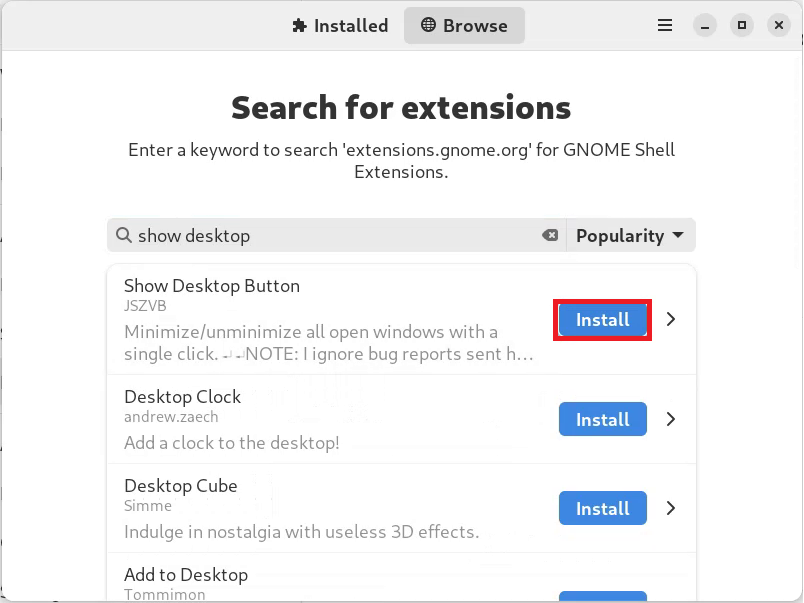 Installed
Browse
Search for extensions
Enter a keyword to search 'extensions.gnome.org' for GNOME Shell
Extensions.
show desktop
Popularity
Show Desktop Button
JSZVB
Minimize/unminimize all open windows with a
single click. - -NOTE: I ignore bug reports sent h...
Install
Desktop Clock
andrew.zaech
Add a clock to the desktop!
Install
Desktop Cube
Simme
Indulge in nostalgia with useless 3D effects.
Install
Add to Desktop
Tommimon